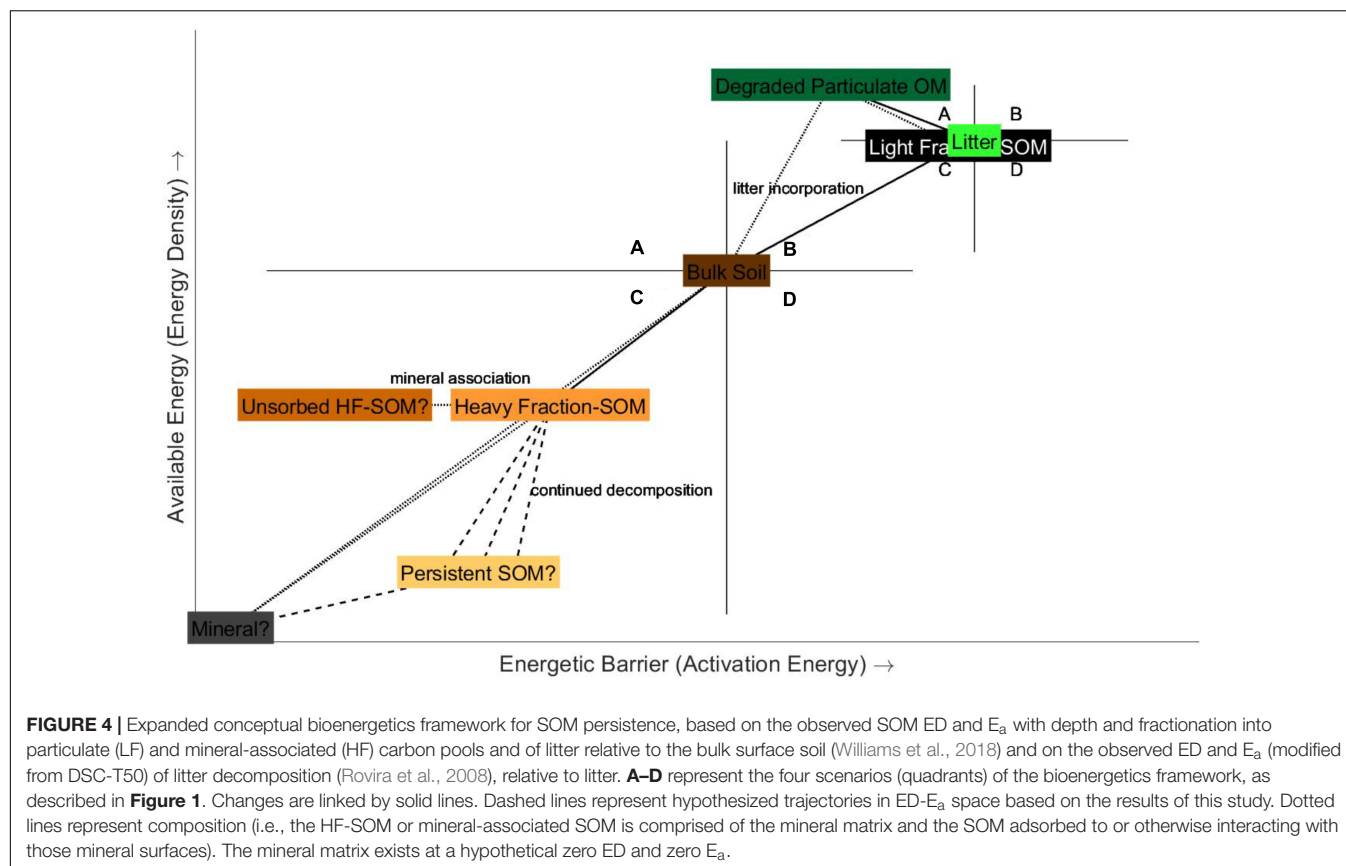 Degraded Particulate OM
A B
Light Fra SOM
Litter
C D
litter incorporation
A B
Bulk Soil
C D
mineral association
Unsorbed HF-SOM? Heavy Fraction-SOM
continued decomposition
Persistent SOM?
Mineral?
Available Energy (Energy Density) →
Energetic Barrier (Activation Energy) →
FIGURE 4 | Expanded conceptual bioenergetics framework for SOM persistence, based on the observed SOM ED and Ea with depth and fractionation into
particulate (LF) and mineral-associated (HF) carbon pools and of litter relative to the bulk surface soil (Williams et al., 2018) and on the observed ED and Ea (modified
from DSC-T50) of litter decomposition (Rovira et al., 2008), relative to litter. A–D represent the four scenarios (quadrants) of the bioenergetics framework, as
described in Figure 1. Changes are linked by solid lines. Dashed lines represent hypothesized trajectories in ED-Ea space based on the results of this study. Dotted
lines represent composition (i.e., the HF-SOM or mineral-associated SOM is comprised of the mineral matrix and the SOM adsorbed to or otherwise interacting with
those mineral surfaces). The mineral matrix exists at a hypothetical zero ED and zero Ea.